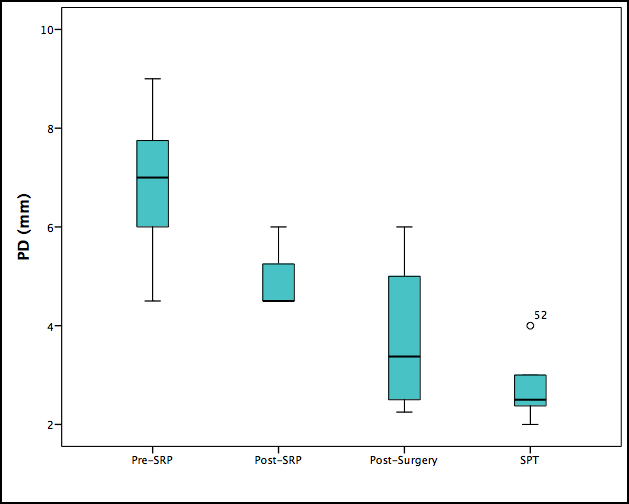 10
8
6
4
2
PD (mm)
52
Pre-SRP
Post-SRP
Post-Surgery
SPT